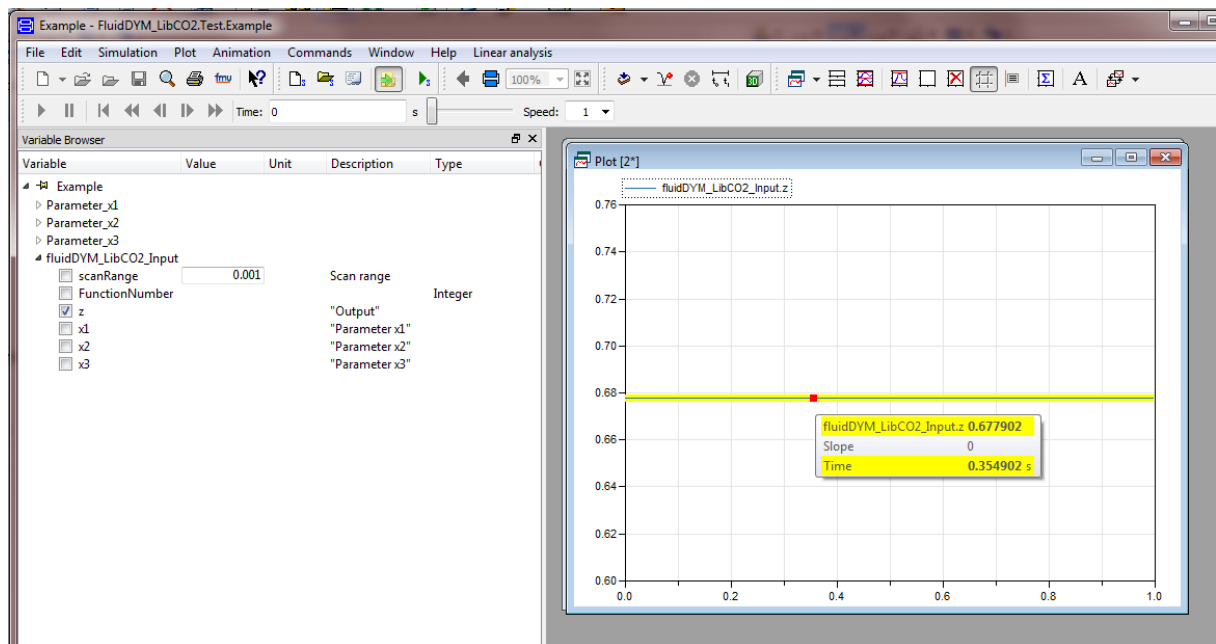 Example - FluidDYM_LibCO2.Test.Example
File Edit Simulation Plot Animation Commands Window Help Linear analysis
fmu 100% 3D Σ A
Time: 0 s Speed: 1
Variable Browser
Variable Value Unit Description Type
Example
Parameter_x1
Parameter_x2
Parameter_x3
fluidDYM_LibCO2_Input
scanRange 0.001 Scan range
FunctionNumber Integer
z "Output"
x1 "Parameter x1"
x2 "Parameter x2"
x3 "Parameter x3"
Plot [2*]
fluidDYM_LibCO2_Input.z
0.76
0.74
0.72
0.70
0.68
0.66
0.64
0.62
0.60
fluidDYM_LibCO2_Input.z 0.677902
Slope 0
Time 0.354902 s
0.0 0.2 0.4 0.6 0.8 1.0